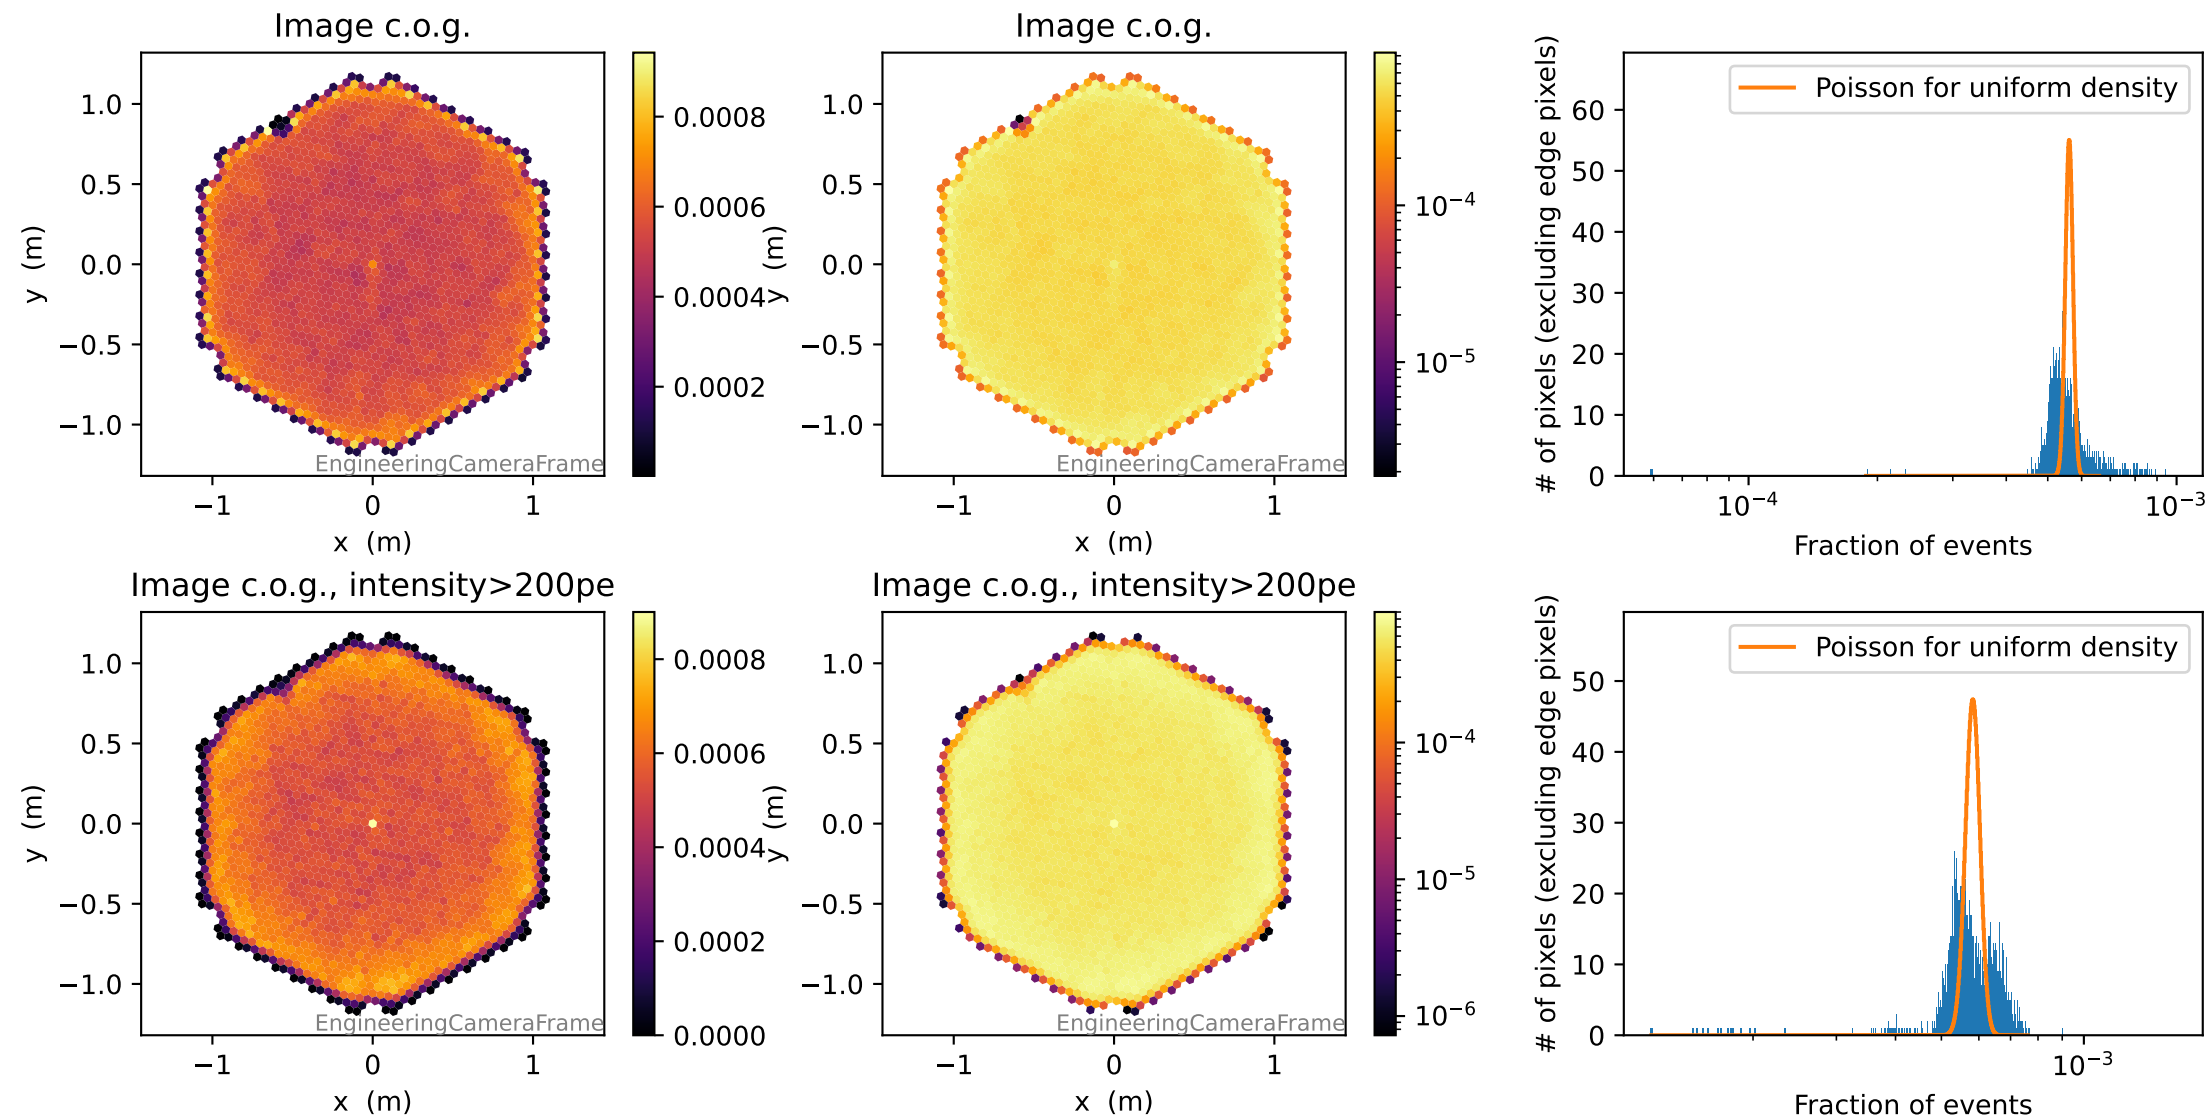 Image c.o.g.
1.0
0.5
0.0
−0.5
−1.0
y (m)
−1
0
1
x (m)
EngineeringCameraFrame
0.0008
0.0006
0.0004
0.0002
Image c.o.g.
1.0
0.5
0.0
−0.5
−1.0
y (m)
−1
0
1
x (m)
EngineeringCameraFrame
10⁻⁴
10⁻⁵
Poisson for uniform density
# of pixels (excluding edge pixels)
60
50
40
30
20
10
0
10⁻⁴
10⁻³
Fraction of events
Image c.o.g., intensity>200pe
1.0
0.5
0.0
−0.5
−1.0
y (m)
−1
0
1
x (m)
EngineeringCameraFrame
0.0008
0.0006
0.0004
0.0002
0.0000
Image c.o.g., intensity>200pe
1.0
0.5
0.0
−0.5
−1.0
y (m)
−1
0
1
x (m)
EngineeringCameraFrame
10⁻⁴
10⁻⁵
10⁻⁶
Poisson for uniform density
# of pixels (excluding edge pixels)
50
40
30
20
10
0
10⁻³
Fraction of events